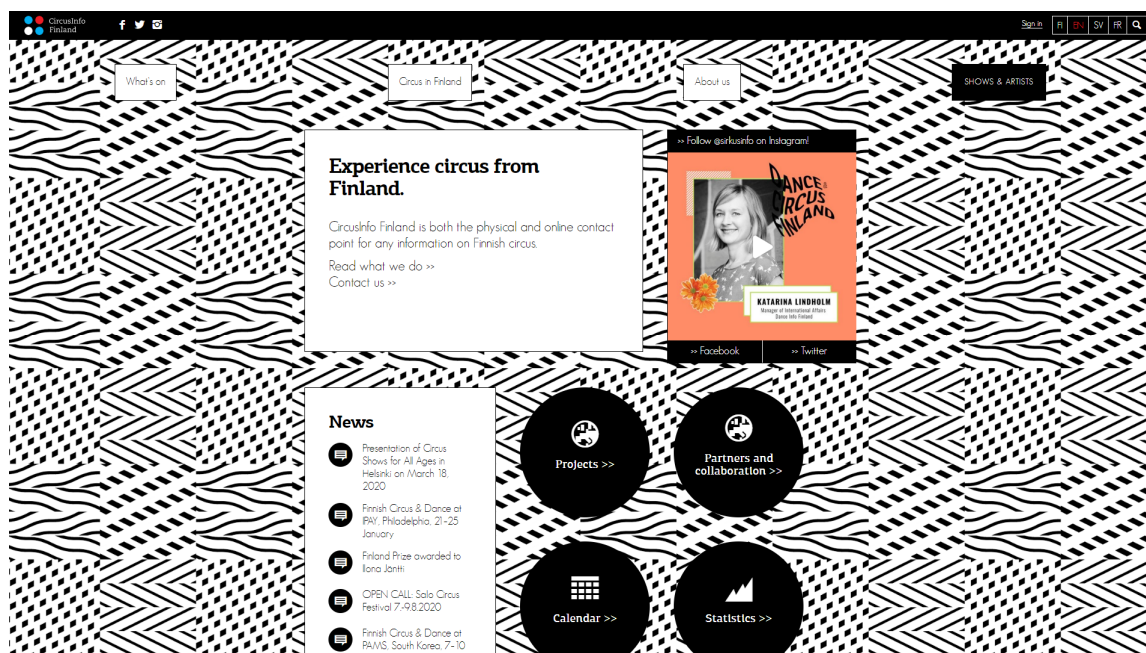 CircusInfo
Finland
Sign in
FI
EN
SV
FR
What's on
Circus in Finland
About us
SHOWS & ARTISTS
Experience circus from
Finland.
CircusInfo Finland is both the physical and online contact
point for any information on Finnish circus.
Read what we do >>
Contact us >>
>> Follow @sirkusinfo on Instagram!
DANCE &
CIRCUS
FINLAND
KATARINA LINDHOLM
Manager of International Affairs
Dance Info Finland
>> Facebook
>> Twitter
News
Presentation of Circus
Shows for All Ages in
Helsinki on March 18,
2020
Finnish Circus & Dance at
IPAY, Philadelphia, 21–25
January
Finland Prize awarded to
Ilona Jäntti
OPEN CALL: Salo Circus
Festival 7.-9.8.2020
Finnish Circus & Dance at
PAMS, South Korea, 7–10
Projects >>
Partners and
collaboration >>
Calendar >>
Statistics >>